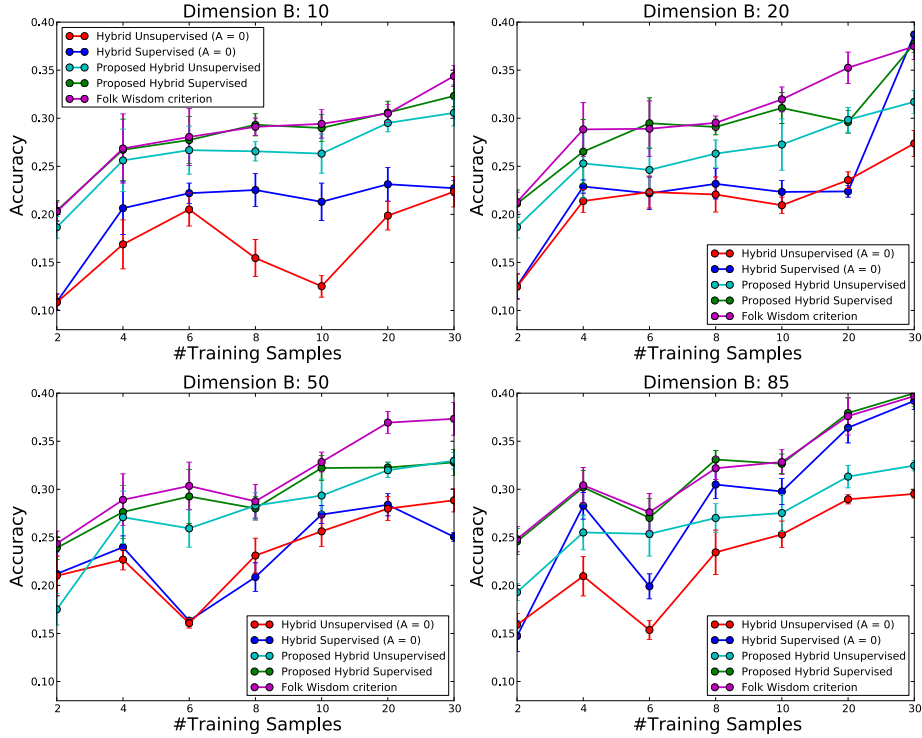 Dimension B: 10
0.40
0.35
0.30
0.25
0.20
0.15
0.10
Accuracy
Hybrid Unsupervised (A = 0)
Hybrid Supervised (A = 0)
Proposed Hybrid Unsupervised
Proposed Hybrid Supervised
Folk Wisdom criterion
2 4 6 8 10 20 30
#Training Samples
Dimension B: 20
0.40
0.35
0.30
0.25
0.20
0.15
0.10
Accuracy
Hybrid Unsupervised (A = 0)
Hybrid Supervised (A = 0)
Proposed Hybrid Unsupervised
Proposed Hybrid Supervised
Folk Wisdom criterion
2 4 6 8 10 20 30
#Training Samples
Dimension B: 50
0.40
0.35
0.30
0.25
0.20
0.15
0.10
Accuracy
Hybrid Unsupervised (A = 0)
Hybrid Supervised (A = 0)
Proposed Hybrid Unsupervised
Proposed Hybrid Supervised
Folk Wisdom criterion
2 4 6 8 10 20 30
#Training Samples
Dimension B: 85
0.40
0.35
0.30
0.25
0.20
0.15
0.10
Accuracy
Hybrid Unsupervised (A = 0)
Hybrid Supervised (A = 0)
Proposed Hybrid Unsupervised
Proposed Hybrid Supervised
Folk Wisdom criterion
2 4 6 8 10 20 30
#Training Samples